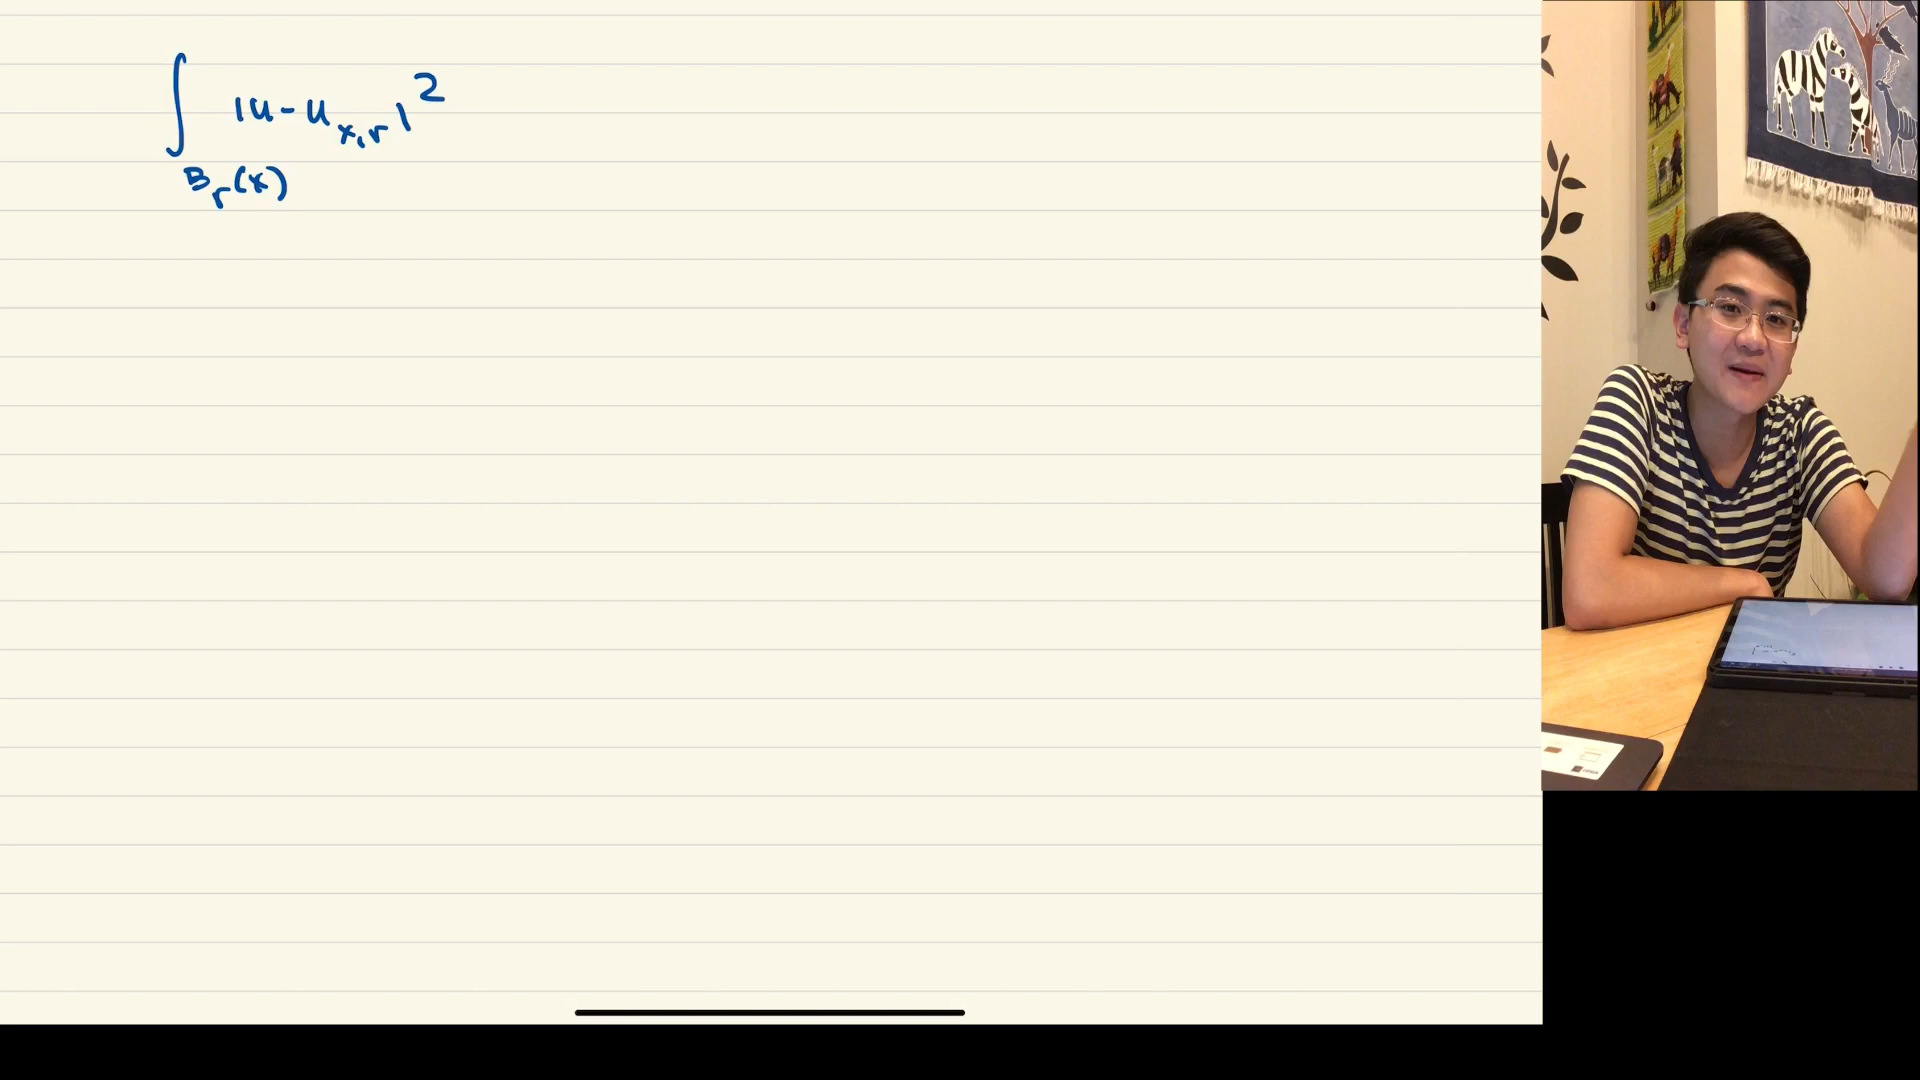 ∫_{B_r(x)} |u - u_{x,r}|^2